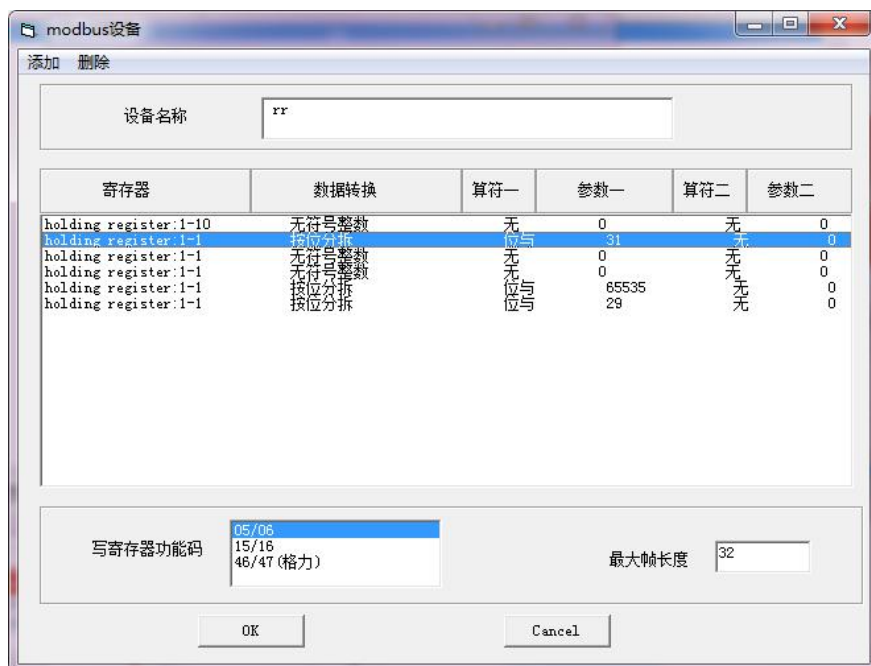 modbus设备
添加 删除
设备名称 rr
寄存器 数据转换 算符一 参数一 算符二 参数二
holding register:1-10 无符号整数 无 0 无 0
holding register:1-1 按位分拆 位与 31 无 0
holding register:1-1 无符号整数 无 0 无 0
holding register:1-1 无符号整数 无 0 无 0
holding register:1-1 按位分拆 位与 65535 无 0
holding register:1-1 按位分拆 位与 29 无 0
05/06
写寄存器功能码 15/16 最大帧长度 32
46/47(格力)
OK Cancel